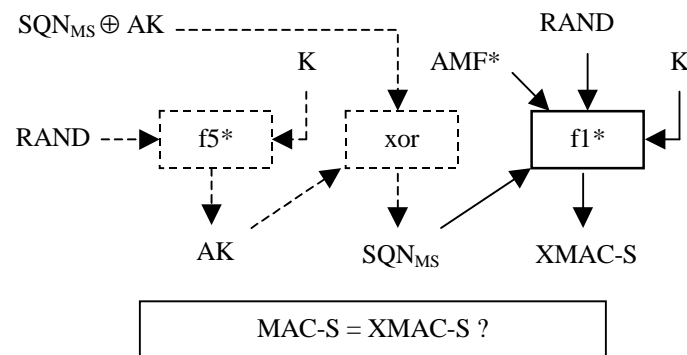 SQN_MS ⊕ AK
RAND
K
AMF*
K
RAND
f5*
xor
f1*
AK
SQN_MS
XMAC-S
MAC-S = XMAC-S ?